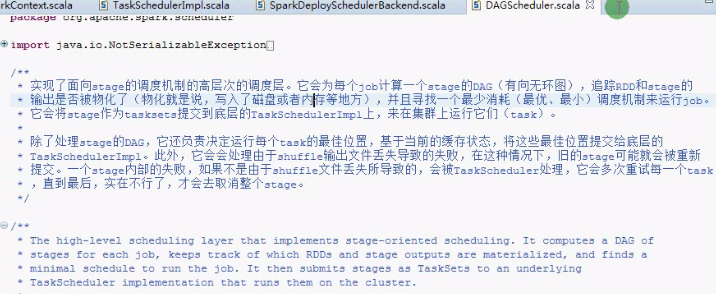 rkContext.scala TaskSchedulerImpl.scala SparkDeploySchedulerBackend.scala DAGScheduler.scala
package org.apache.spark.scheduler
import java.io.NotSerializableException
/**
* 实现了面向stage的调度机制的高层次的调度层。它会为每个job计算一个stage的DAG（有向无环图），追踪RDD和stage的
* 输出是否被物化了（物化就是说，写入了磁盘或者内存等地方），并且寻找一个最少消耗（最优、最小）调度机制来运行job。
* 它会将stage作为tasksets提交到底层的TaskSchedulerImpl上，来在集群上运行它们（task）。
*
* 除了处理stage的DAG，它还负责决定运行每个task的最佳位置，基于当前的缓存状态，将这些最佳位置提交给底层的
* TaskSchedulerImpl。此外，它会会处理由于shuffle输出文件丢失导致的失败，在这种情况下，旧的stage可能就会被重新
* 提交。一个stage内部的失败，如果不是由于shuffle文件丢失所导致的，会被TaskScheduler处理，它会多次重试每一个task
* ，直到最后，实在不行了，才会去取消整个stage。
*/
/**
* The high-level scheduling layer that implements stage-oriented scheduling. It computes a DAG of
* stages for each job, keeps track of which RDDs and stage outputs are materialized, and finds a
* minimal schedule to run the job. It then submits stages as TaskSets to an underlying
* TaskScheduler implementation that runs them on the cluster.
*